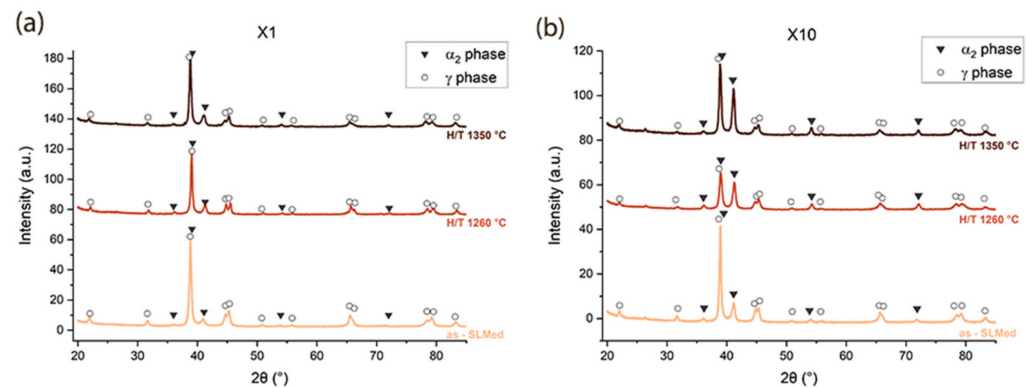 (a)
X1
▼ α₂ phase
○ γ phase
180
160
140
120
100
80
60
40
20
0
Intensity (a.u.)
H/T 1350 °C
H/T 1260 °C
as - SLMed
20 30 40 50 60 70 80
2θ (°)
(b)
X10
▼ α₂ phase
○ γ phase
120
100
80
60
40
20
0
Intensity (a.u.)
H/T 1350 °C
H/T 1260 °C
as - SLMed
20 30 40 50 60 70 80
2θ (°)